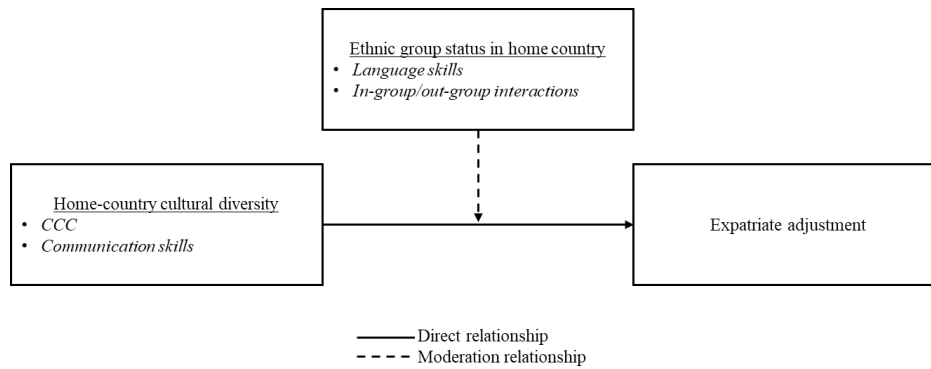 Ethnic group status in home country
• Language skills
• In-group/out-group interactions
Home-country cultural diversity
• CCC
• Communication skills
Expatriate adjustment
Direct relationship
Moderation relationship